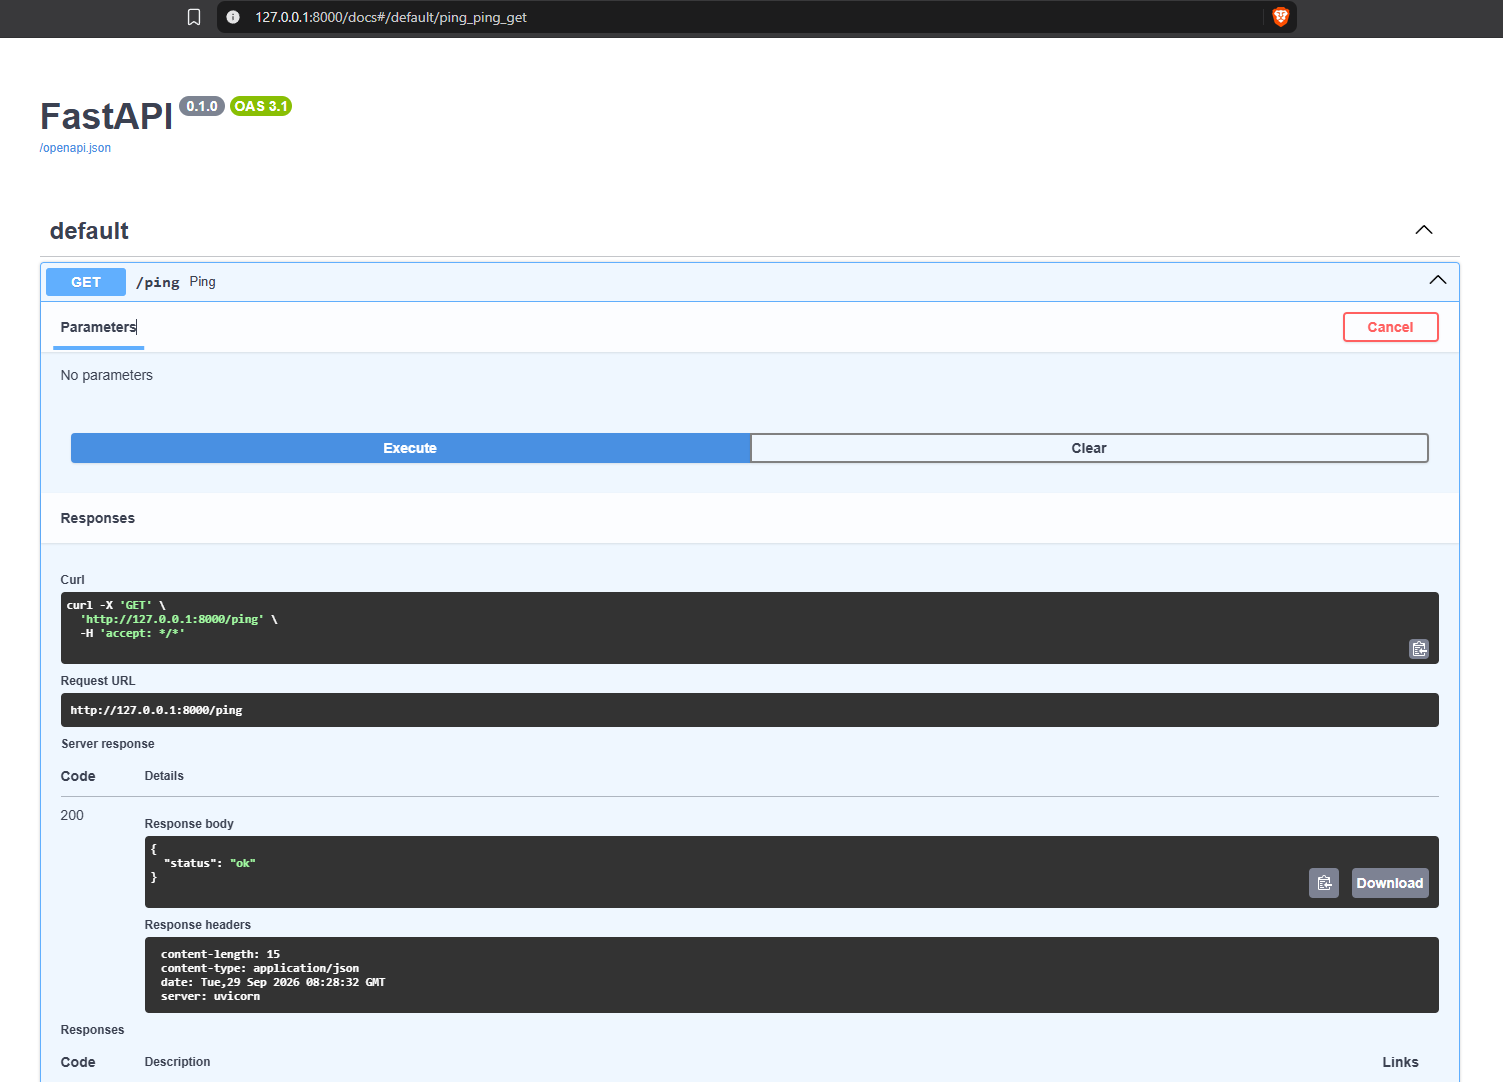 127.0.0.1:8000/docs#/default/ping_ping_get
FastAPI 0.1.0 OAS 3.1
/openapi.json
default
GET /ping Ping
Parameters
Cancel
No parameters
Execute
Clear
Responses
Curl
curl -X 'GET' \
'http://127.0.0.1:8000/ping' \
-H 'accept: */*'
Request URL
http://127.0.0.1:8000/ping
Server response
Code Details
200
Response body
{
"status": "ok"
}
Download
Response headers
content-length: 15
content-type: application/json
date: Tue,29 Sep 2026 08:28:32 GMT
server: uvicorn
Responses
Code Description Links